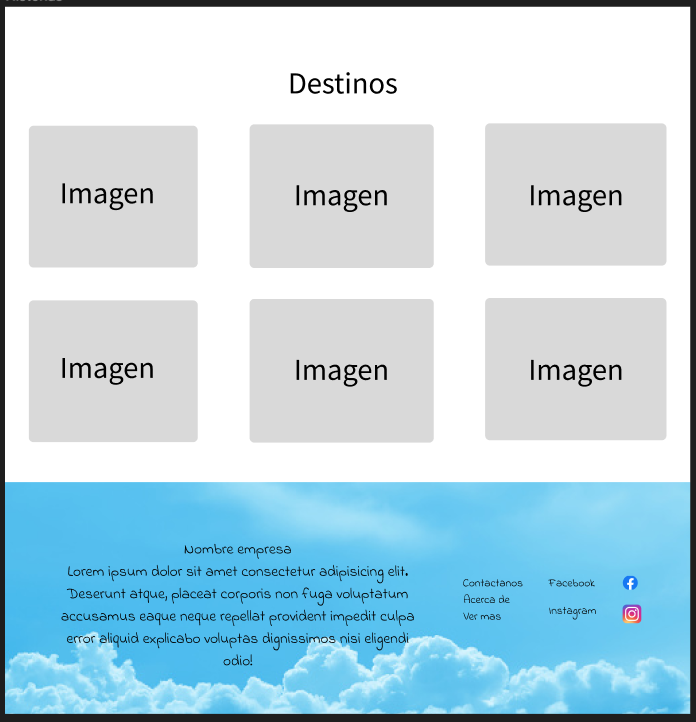 Destinos
Imagen
Imagen
Imagen
Imagen
Imagen
Imagen
Nombre empresa
Lorem ipsum dolor sit amet consectetur adipisicing elit.
Deserunt atque, placeat corporis non fuga voluptatum
accusamus eaque neque repellat provident impedit culpa
error aliquid explicabo voluptas dignissimos nisi eligendi
odio!
Contactanos
Acerca de
Ver mas
Facebook
Instagram